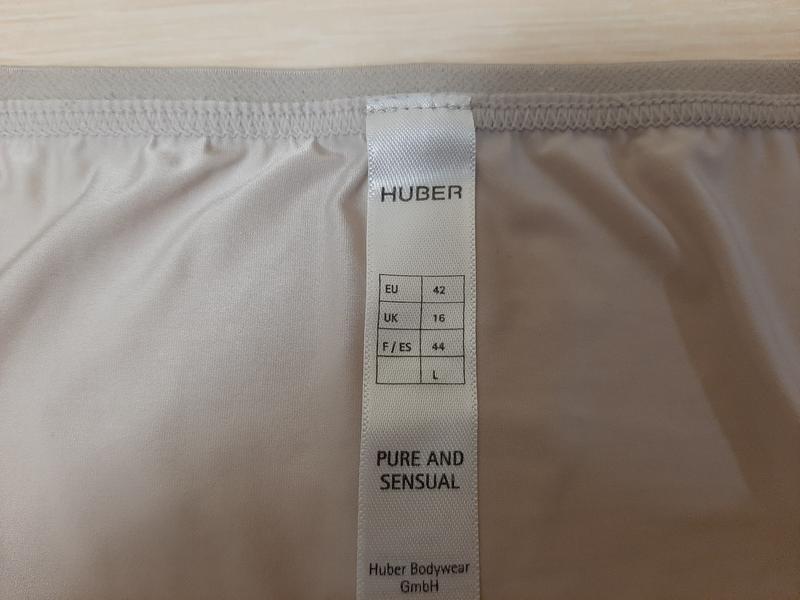 HUBER
EU 42
UK 16
F / ES 44
L
PURE AND
SENSUAL
Huber Bodywear
GmbH